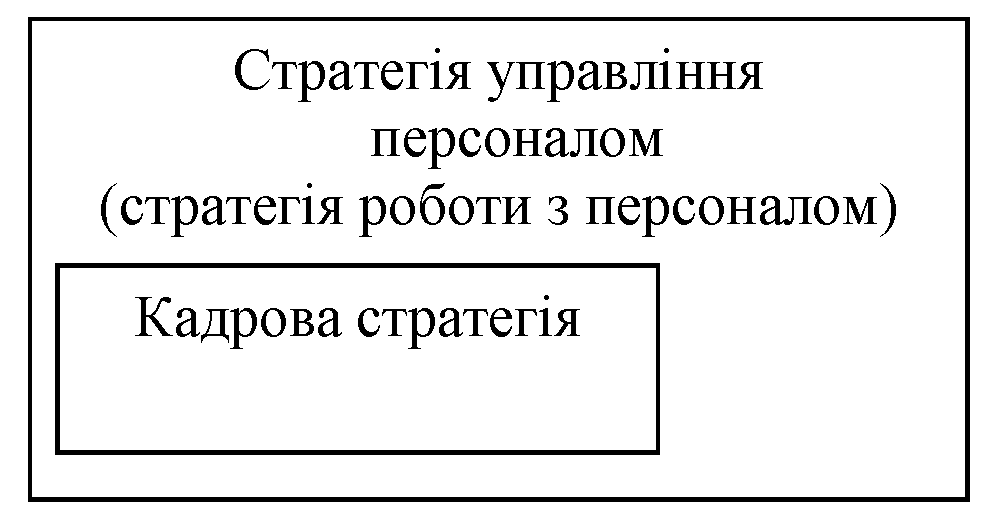 Стратегія управління
персоналом
(стратегія роботи з персоналом)
Кадрова стратегія